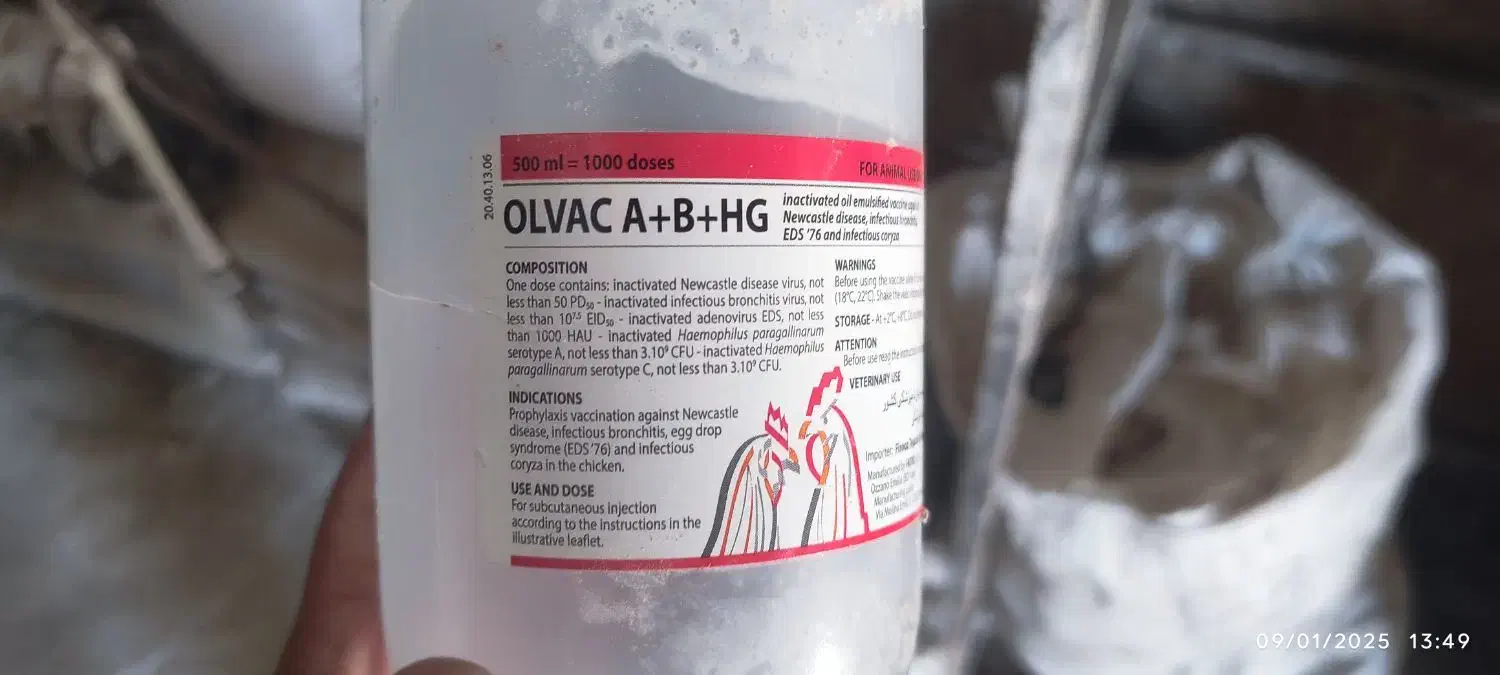 20.40.13.06
500 ml = 1000 doses
FOR ANIMAL USE
OLVAC A+B+HG
inactivated oil emulsified vaccine
Newcastle disease, infectious bronchitis,
EDS '76 and infectious coryza
COMPOSITION
One dose contains: inactivated Newcastle disease virus, not
less than 50 PD₅₀ - inactivated infectious bronchitis virus, not
less than 10⁷·⁵ EID₅₀ - inactivated adenovirus EDS, not less
than 1000 HAU - inactivated Haemophilus paragallinarum
serotype A, not less than 3.10⁹ CFU - inactivated Haemophilus
paragallinarum serotype C, not less than 3.10⁹ CFU.
INDICATIONS
Prophylaxis vaccination against Newcastle
disease, infectious bronchitis, egg drop
syndrome (EDS '76) and infectious
coryza in the chicken.
USE AND DOSE
For subcutaneous injection
according to the instructions in the
illustrative leaflet.
WARNINGS
Before using the vaccine
(18°C, 22°C). Shake the
STORAGE - At +2°C, +8°C.
ATTENTION
Before use read the
VETERINARY USE
Importer:
Manufactured by
Ozzano Emilia
Via
09/01/2025 13:49